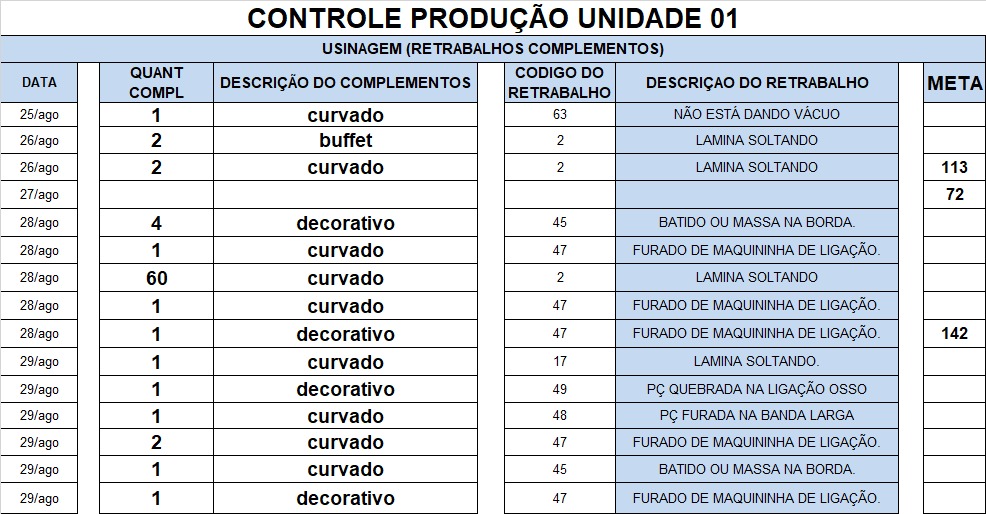 CONTROLE PRODUÇÃO UNIDADE 01
USINAGEM (RETRABALHOS COMPLEMENTOS)
DATA QUANT COMPL DESCRIÇÃO DO COMPLEMENTOS CODIGO DO RETRABALHO DESCRIÇAO DO RETRABALHO META
25/ago 1 curvado 63 NÃO ESTÁ DANDO VÁCUO
26/ago 2 buffet 2 LAMINA SOLTANDO
26/ago 2 curvado 2 LAMINA SOLTANDO 113
27/ago 72
28/ago 4 decorativo 45 BATIDO OU MASSA NA BORDA.
28/ago 1 curvado 47 FURADO DE MAQUININHA DE LIGAÇÃO.
28/ago 60 curvado 2 LAMINA SOLTANDO
28/ago 1 curvado 47 FURADO DE MAQUININHA DE LIGAÇÃO.
28/ago 1 decorativo 47 FURADO DE MAQUININHA DE LIGAÇÃO. 142
29/ago 1 curvado 17 LAMINA SOLTANDO.
29/ago 1 decorativo 49 PÇ QUEBRADA NA LIGAÇÃO OSSO
29/ago 1 curvado 48 PÇ FURADA NA BANDA LARGA
29/ago 2 curvado 47 FURADO DE MAQUININHA DE LIGAÇÃO.
29/ago 1 curvado 45 BATIDO OU MASSA NA BORDA.
29/ago 1 decorativo 47 FURADO DE MAQUININHA DE LIGAÇÃO.